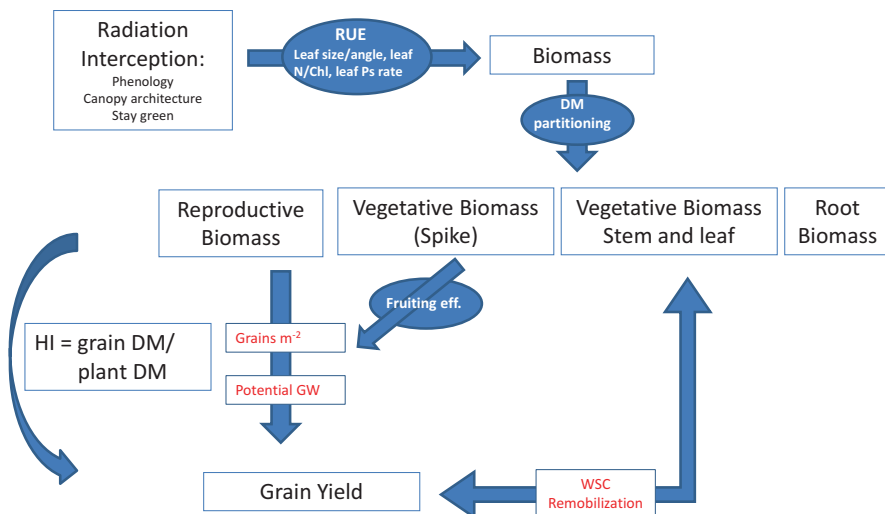 Radiation
Interception:
Phenology
Canopy architecture
Stay green
RUE
Leaf size/angle, leaf
N/Chl, leaf Ps rate
Biomass
DM
partitioning
Reproductive
Biomass
Vegetative Biomass
(Spike)
Vegetative Biomass
Stem and leaf
Root
Biomass
Fruiting eff.
HI = grain DM/
plant DM
Grains m⁻²
Potential GW
Grain Yield
WSC
Remobilization